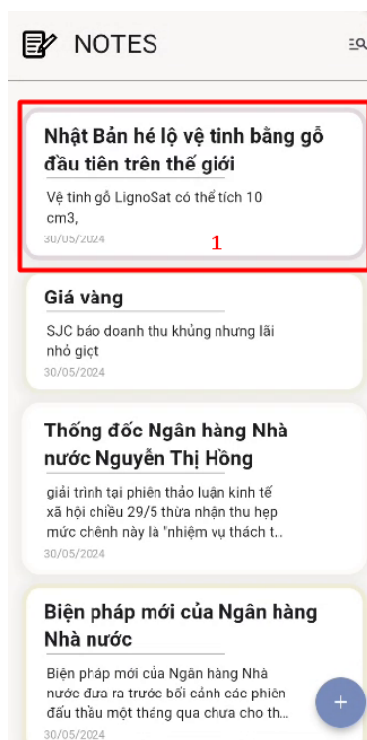 NOTES
Nhật Bản hé lộ vệ tinh bằng gỗ
đầu tiên trên thế giới
Vệ tinh gỗ LignoSat có thể tích 10
cm3,
30/05/2024
1
Giá vàng
SJC báo doanh thu khủng nhưng lãi
nhỏ giọt
30/05/2024
Thống đốc Ngân hàng Nhà
nước Nguyễn Thị Hồng
giải trình tại phiên thảo luận kinh tế
xã hội chiều 29/5 thừa nhận thu hẹp
mức chênh này là "nhiệm vụ thách t..
30/05/2024
Biện pháp mới của Ngân hàng
Nhà nước
Biện pháp mới của Ngân hàng Nhà
nước đưa ra trước bối cảnh các phiên
đấu thầu một tháng qua chưa cho th...
30/05/2024